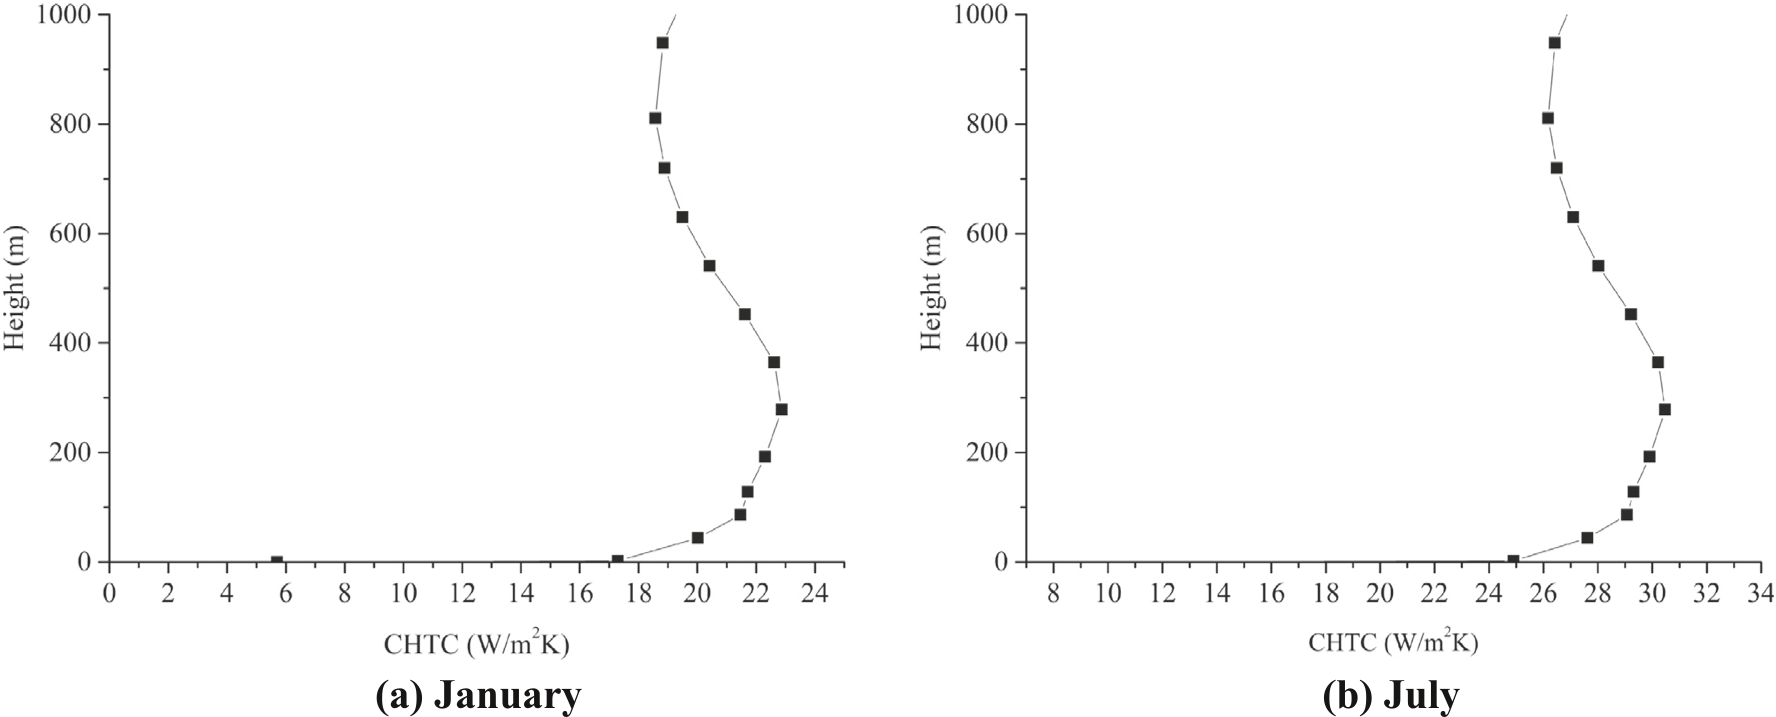 1000
800
600
400
200
0
Height (m)
0 2 4 6 8 10 12 14 16 18 20 22 24
CHTC (W/m²K)
(a) January
1000
800
600
400
200
0
Height (m)
8 10 12 14 16 18 20 22 24 26 28 30 32 34
CHTC (W/m²K)
(b) July